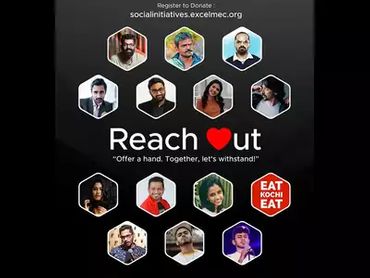 Register to Donate :
socialinitiatives.excelmec.org
Reach ut
"Offer a hand. Together, let's withstand!"
EAT
KOCHI
EAT